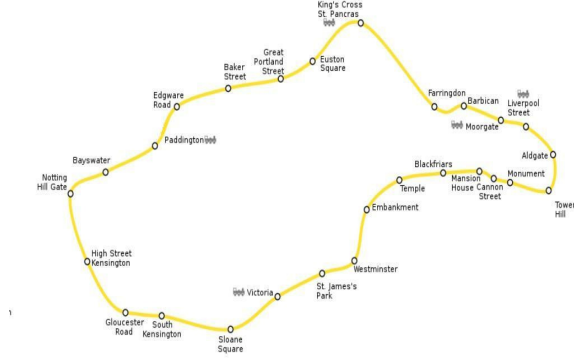 King's Cross
St. Pancras
Great
Portland
Street
Euston
Square
Baker
Street
Edgware
Road
Farringdon
Barbican
Liverpool
Street
Moorgate
Paddington
Bayswater
Aldgate
Notting
Hill Gate
Blackfriars
Mansion
House
Cannon
Street
Monument
Temple
Tower
Hill
Embankment
High Street
Kensington
Westminster
St. James's
Park
Victoria
Gloucester
Road
South
Kensington
Sloane
Square